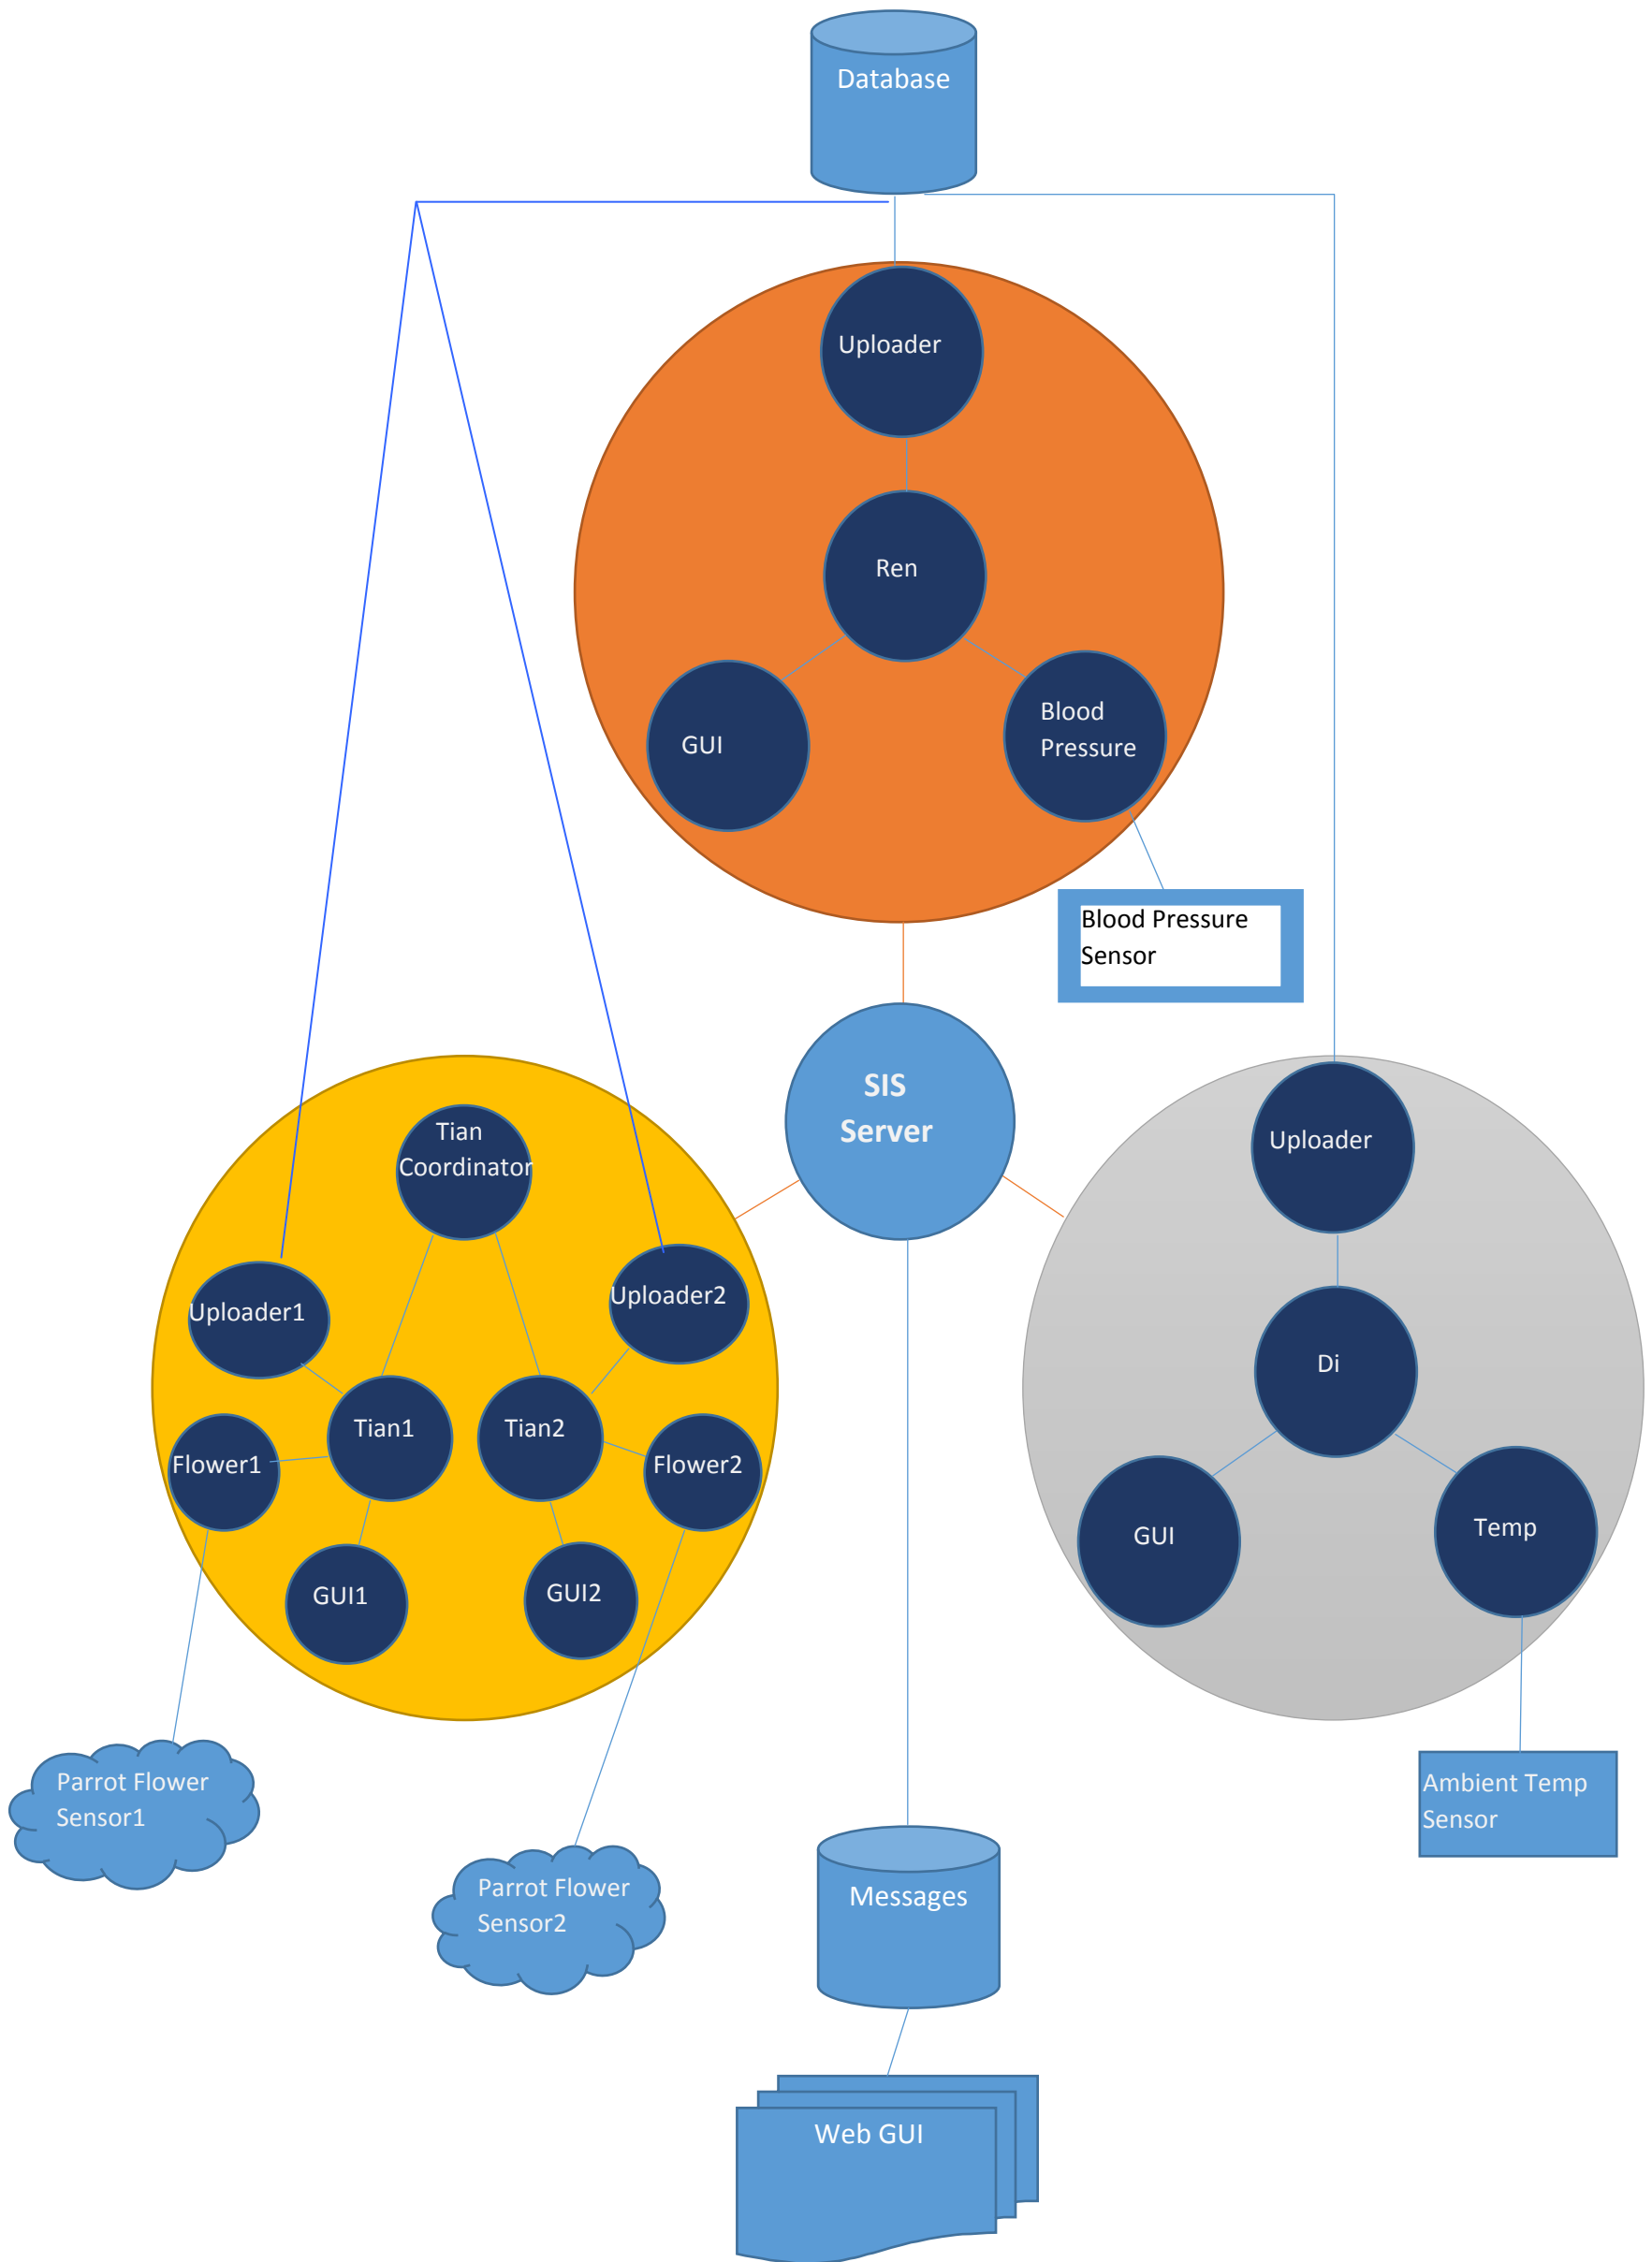 Database
Uploader
Ren
GUI
Blood
Pressure
Blood Pressure
Sensor
SIS
Server
Tian
Coordinator
Uploader1
Uploader2
Tian1
Tian2
Flower1
Flower2
GUI1
GUI2
Uploader
Di
GUI
Temp
Parrot Flower
Sensor1
Parrot Flower
Sensor2
Ambient Temp
Sensor
Messages
Web GUI